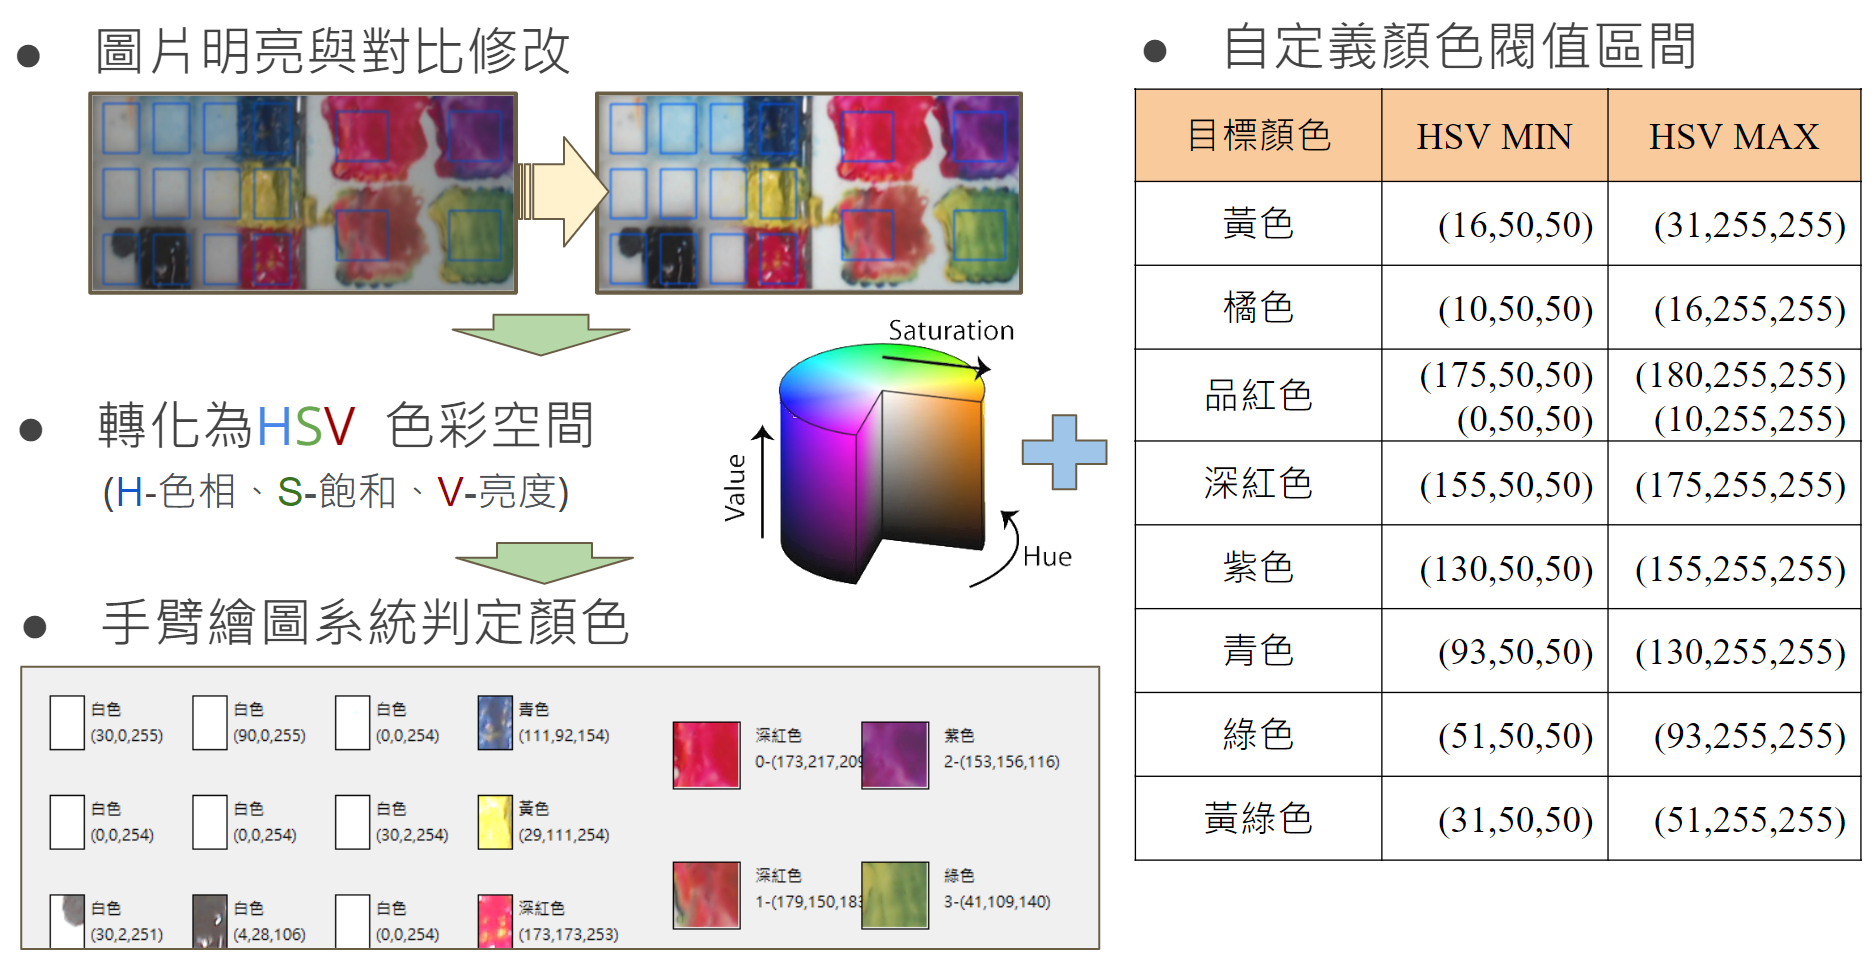 圖片明亮與對比修改
轉化為HSV 色彩空間
(H-色相、S-飽和、V-亮度)
Saturation
Value
Hue
手臂繪圖系統判定顏色
白色
(30,0,255)
白色
(90,0,255)
白色
(0,0,254)
青色
(111,92,154)
白色
(0,0,254)
白色
(0,0,254)
白色
(30,2,254)
黃色
(29,111,254)
白色
(30,2,251)
白色
(4,28,106)
白色
(0,0,254)
深紅色
(173,173,253)
深紅色
0-(173,217,209
紫色
2-(153,156,116)
深紅色
1-(179,150,183
綠色
3-(41,109,140)
自定義顏色閥值區間
目標顏色 HSV MIN HSV MAX
黃色 (16,50,50) (31,255,255)
橘色 (10,50,50) (16,255,255)
品紅色 (175,50,50) (180,255,255)
(0,50,50) (10,255,255)
深紅色 (155,50,50) (175,255,255)
紫色 (130,50,50) (155,255,255)
青色 (93,50,50) (130,255,255)
綠色 (51,50,50) (93,255,255)
黃綠色 (31,50,50) (51,255,255)